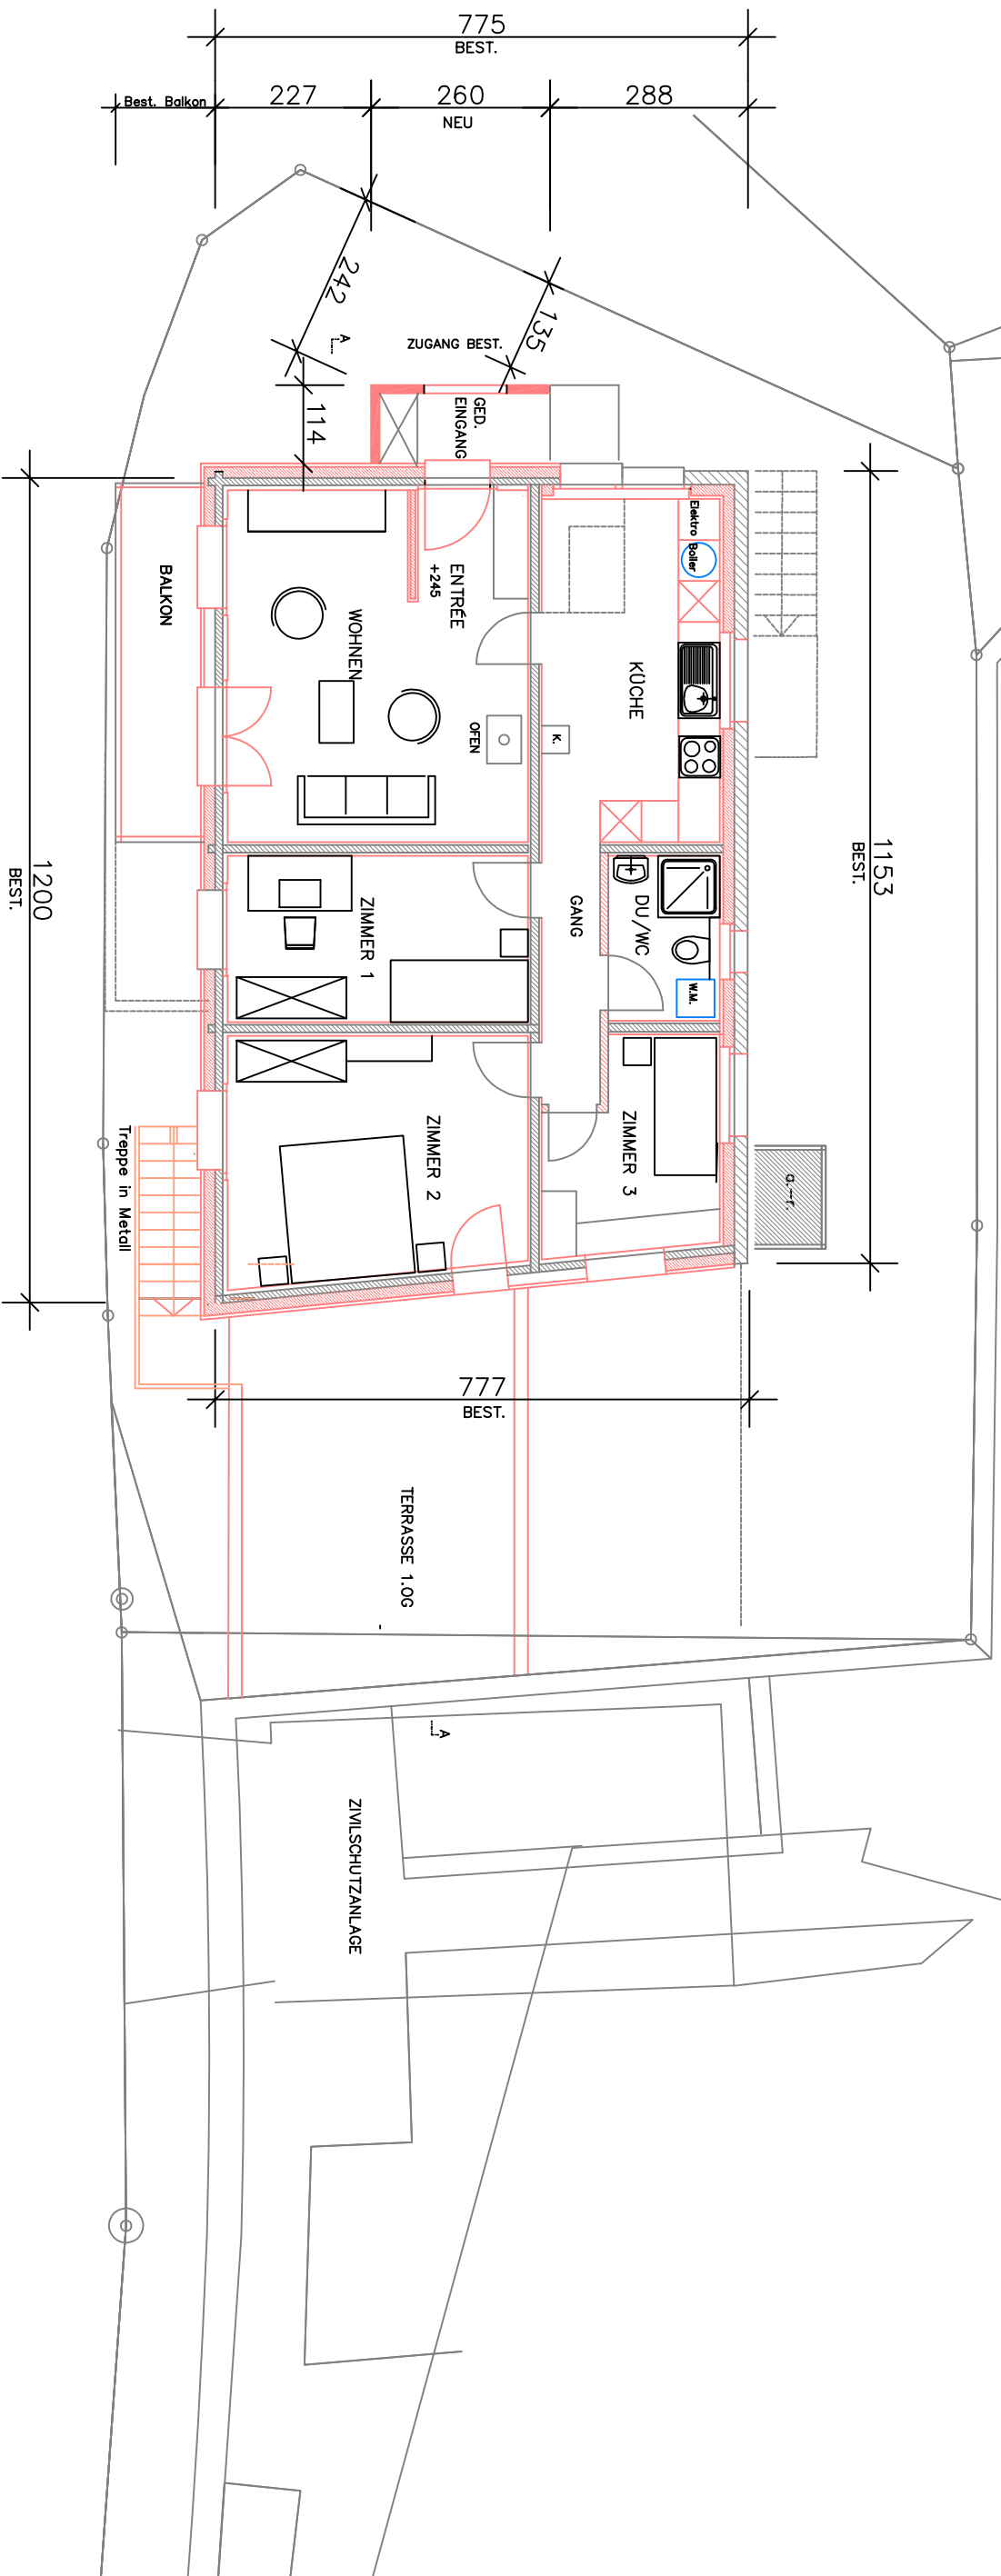 775
BEST.
Best. Balkon
227
260
NEU
288
242
135
A
ZUGANG BEST.
114
GED.
EINGANG
1153
BEST.
Elektro
Boiler
BALKON
ENTRÉE
+245
WOHNEN
KÜCHE
OFEN
K.
1200
BEST.
ZIMMER 1
GANG
DU/WC
W.M.
ZIMMER 2
ZIMMER 3
a.-r.
Treppe in Metall
777
BEST.
TERRASSE 1.OG
A
ZIVILSCHUTZANLAGE